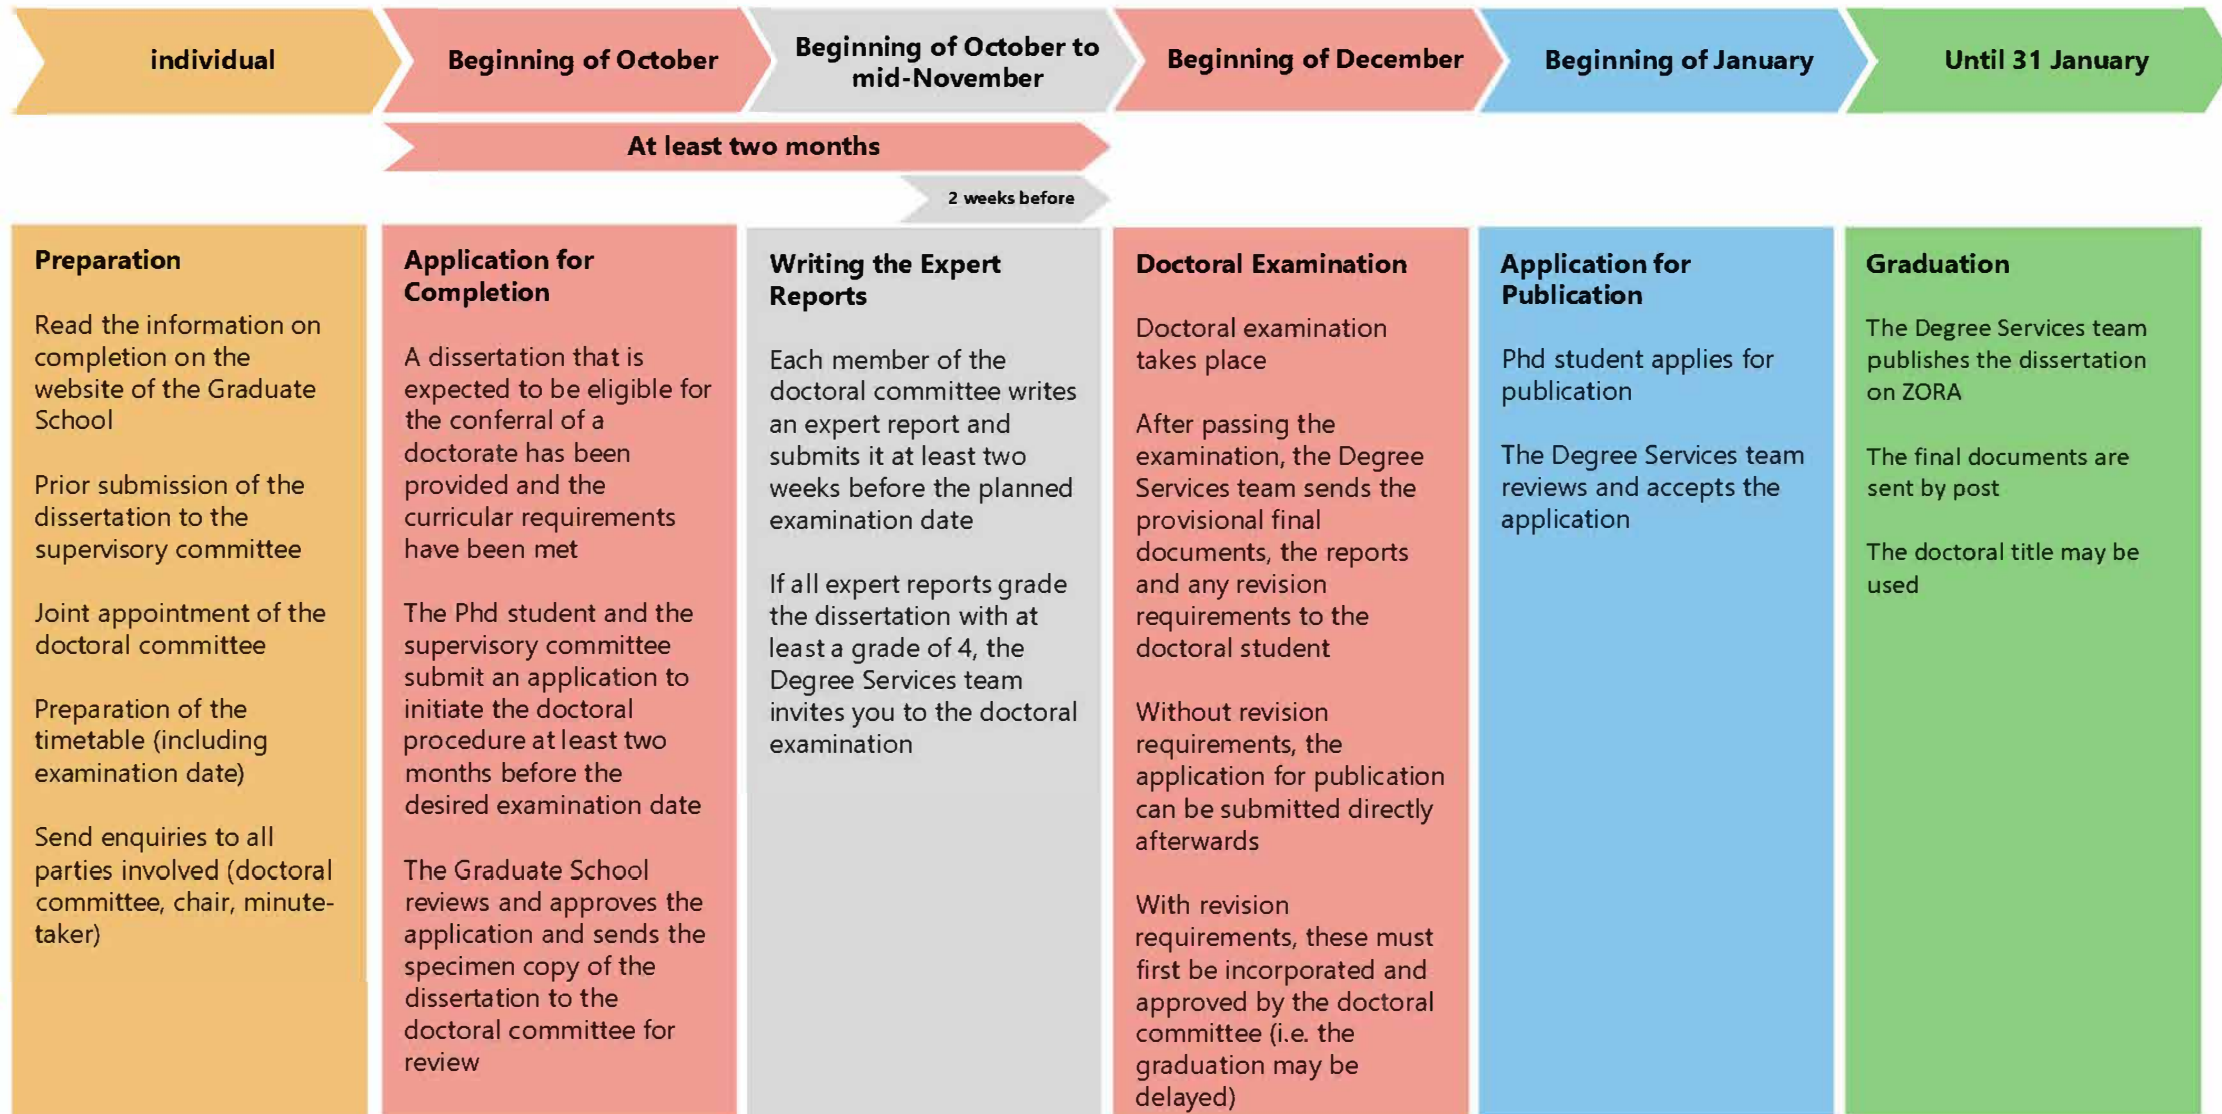 individual
Beginning of October
Beginning of October to
mid-November
Beginning of December
Beginning of January
Until 31 January
At least two months
2 weeks before
Preparation
Read the information on
completion on the
website of the Graduate
School
Prior submission of the
dissertation to the
supervisory committee
Joint appointment of the
doctoral committee
Preparation of the
timetable (including
examination date)
Send enquiries to all
parties involved (doctoral
committee, chair, minute-
taker)
Application for
Completion
A dissertation that is
expected to be eligible for
the conferral of a
doctorate has been
provided and the
curricular requirements
have been met
The Phd student and the
supervisory committee
submit an application to
initiate the doctoral
procedure at least two
months before the
desired examination date
The Graduate School
reviews and approves the
application and sends the
specimen copy of the
dissertation to the
doctoral committee for
review
Writing the Expert
Reports
Each member of the
doctoral committee writes
an expert report and
submits it at least two
weeks before the planned
examination date
If all expert reports grade
the dissertation with at
least a grade of 4, the
Degree Services team
invites you to the doctoral
examination
Doctoral Examination
Doctoral examination
takes place
After passing the
examination, the Degree
Services team sends the
provisional final
documents, the reports
and any revision
requirements to the
doctoral student
Without revision
requirements, the
application for publication
can be submitted directly
afterwards
With revision
requirements, these must
first be incorporated and
approved by the doctoral
committee (i.e. the
graduation may be
delayed)
Application for
Publication
Phd student applies for
publication
The Degree Services team
reviews and accepts the
application
Graduation
The Degree Services team
publishes the dissertation
on ZORA
The final documents are
sent by post
The doctoral title may be
used